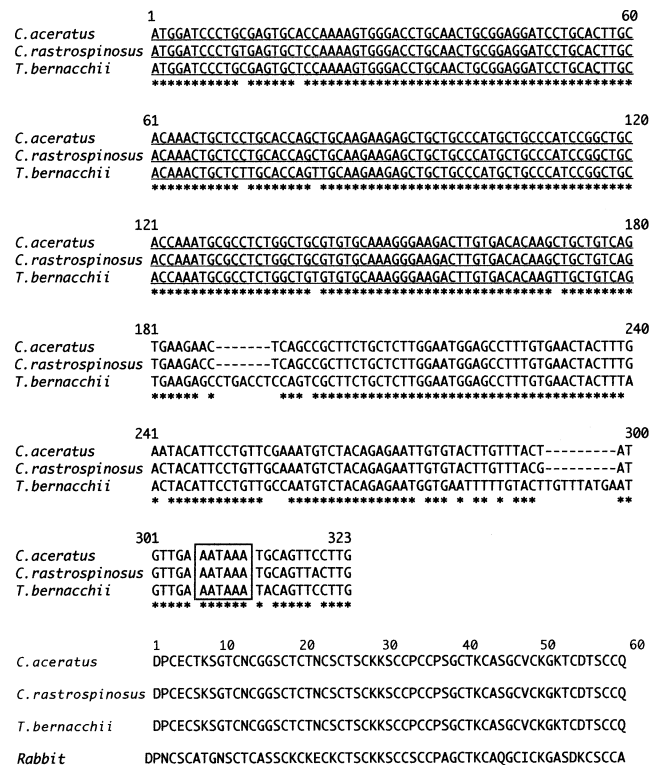 1 60
C.aceratus ATGGATCCCTGCGAGTGCACCAAAAGTGGGACCTGCAACTGCGGAGGATCCTGCACTTGC
C.rastrospinosus ATGGATCCCTGTGAGTGCTCCAAAAGTGGGACCTGCAACTGCGGAGGATCCTGCACTTGC
T.bernacchii ATGGATCCCTGCGAGTGCTCCAAAAGTGGGACCTGCAACTGCGGAGGATCCTGCACTTGC
*********** ****** *****************************************
61 120
C.aceratus ACAAACTGCTCCTGCACCAGCTGCAAGAAGAGCTGCTGCCCATGCTGCCCATCCGGCTGC
C.rastrospinosus ACAAACTGCTCCTGCACCAGCTGCAAGAAGAGCTGCTGCCCATGCTGCCCATCCGGCTGC
T.bernacchii ACAAACTGCTCTTGCACCAGTTGCAAGAAGAGCTGCTGCCCATGCTGCCCATCCGGCTGC
*********** ******** ***************************************
121 180
C.aceratus ACCAAATGCGCCTCTGGCTGCGTGTGCAAAGGGAAGACTTGTGACACAAGCTGCTGTCAG
C.rastrospinosus ACCAAATGCGCCTCTGGCTGCGTGTGCAAAGGGAAGACTTGTGACACAAGCTGCTGTCAG
T.bernacchii ACCAAATGCGCCTCTGGCTGTGTGTGCAAAGGGAAGACTTGTGACACAAGTTGCTGTCAG
******************** ***************************** *********
181 240
C.aceratus TGAAGAAC-------TCAGCCGCTTCTGCTCTTGGAATGGAGCCTTTGTGAACTACTTTG
C.rastrospinosus TGAAGACC-------TCAGCCGCTTCTGCTCTTGGAATGGAGCCTTTGTGAACTACTTTG
T.bernacchii TGAAGAGCCTGACCTCCAGTCGCTTCTGCTCTTGGAATGGAGCCTTTGTGAACTACTTTA
****** *        *** ***************************************
241 300
C.aceratus AATACATTCCTGTTCGAAATGTCTACAGAGAATTGTGTACTTGTTTACT---------AT
C.rastrospinosus ACTACATTCCTGTTGCAAATGTCTACAGAGAATTGTGTACTTGTTTACG---------AT
T.bernacchii ACTACATTCCTGTTGCCAATGTCTACAGAGAATGGTGAATTTTTGTACTTGTTTATGAAT
* ************   **************** *** * ** * ***          **
301 323
C.aceratus GTTGA AATAAA TGCAGTTCCTTG
C.rastrospinosus GTTGA AATAAA TGCAGTTACTTG
T.bernacchii GTTGA AATAAA TACAGTTCCTTG
***** ****** * ***** ****
1 10 20 30 40 50 60
C.aceratus DPCECTKSGTCNCGGSCTCTNCSCTSCKKSCCPCCPSGCTKCASGCVCKGKTCDTSCCQ
C.rastrospinosus DPCECSKSGTCNCGGSCTCTNCSCTSCKKSCCPCCPSGCTKCASGCVCKGKTCDTSCCQ
T.bernacchii DPCECSKSGTCNCGGSCTCTNCSCTSCKKSCCPCCPSGCTKCASGCVCKGKTCDTSCCQ
Rabbit DPNCSCATGNSCTCASSCKCKECKCTSCKKSCCSCCPAGCTKCAQGCICKGASDKCSCCA